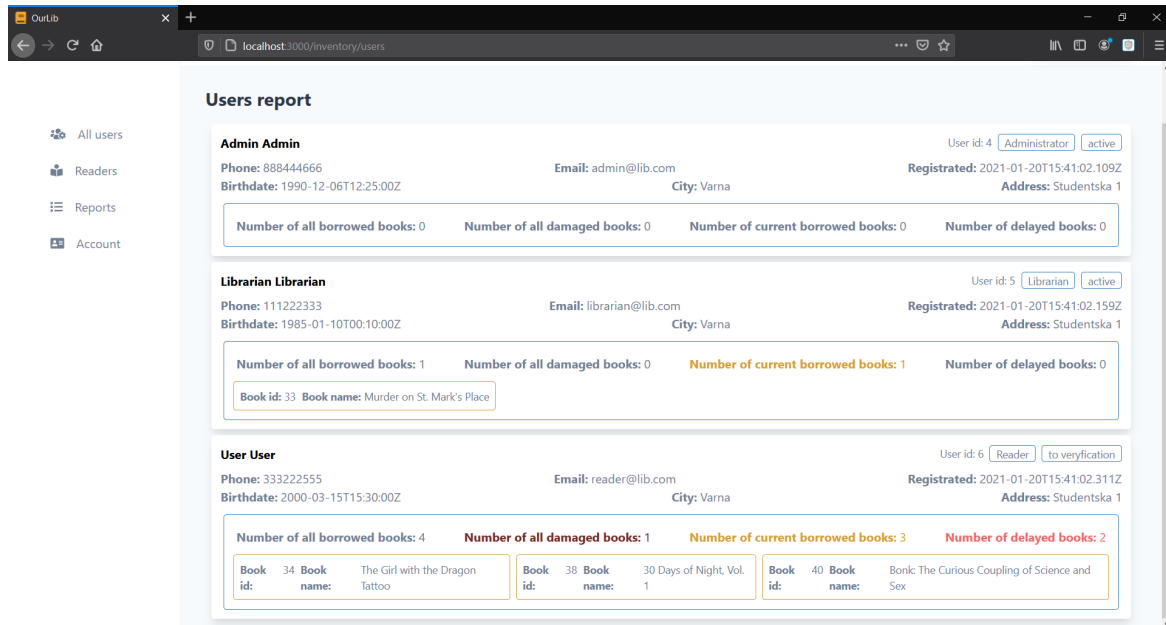 OurLib
localhost:3000/inventory/users
Users report
All users
Readers
Reports
Account
Admin Admin User id: 4 Administrator active
Phone: 888444666 Email: admin@lib.com Registrated: 2021-01-20T15:41:02.109Z
Birthdate: 1990-12-06T12:25:00Z City: Varna Address: Studentska 1
Number of all borrowed books: 0 Number of all damaged books: 0 Number of current borrowed books: 0 Number of delayed books: 0
Librarian Librarian User id: 5 Librarian active
Phone: 111222333 Email: librarian@lib.com Registrated: 2021-01-20T15:41:02.159Z
Birthdate: 1985-01-10T00:10:00Z City: Varna Address: Studentska 1
Number of all borrowed books: 1 Number of all damaged books: 0 Number of current borrowed books: 1 Number of delayed books: 0
Book id: 33 Book name: Murder on St. Mark's Place
User User User id: 6 Reader to veryfication
Phone: 333222555 Email: reader@lib.com Registrated: 2021-01-20T15:41:02.311Z
Birthdate: 2000-03-15T15:30:00Z City: Varna Address: Studentska 1
Number of all borrowed books: 4 Number of all damaged books: 1 Number of current borrowed books: 3 Number of delayed books: 2
Book 34 Book The Girl with the Dragon Book 38 Book 30 Days of Night, Vol. Book 40 Book Bonk: The Curious Coupling of Science and
id: name: Tattoo id: name: 1 id: name: Sex